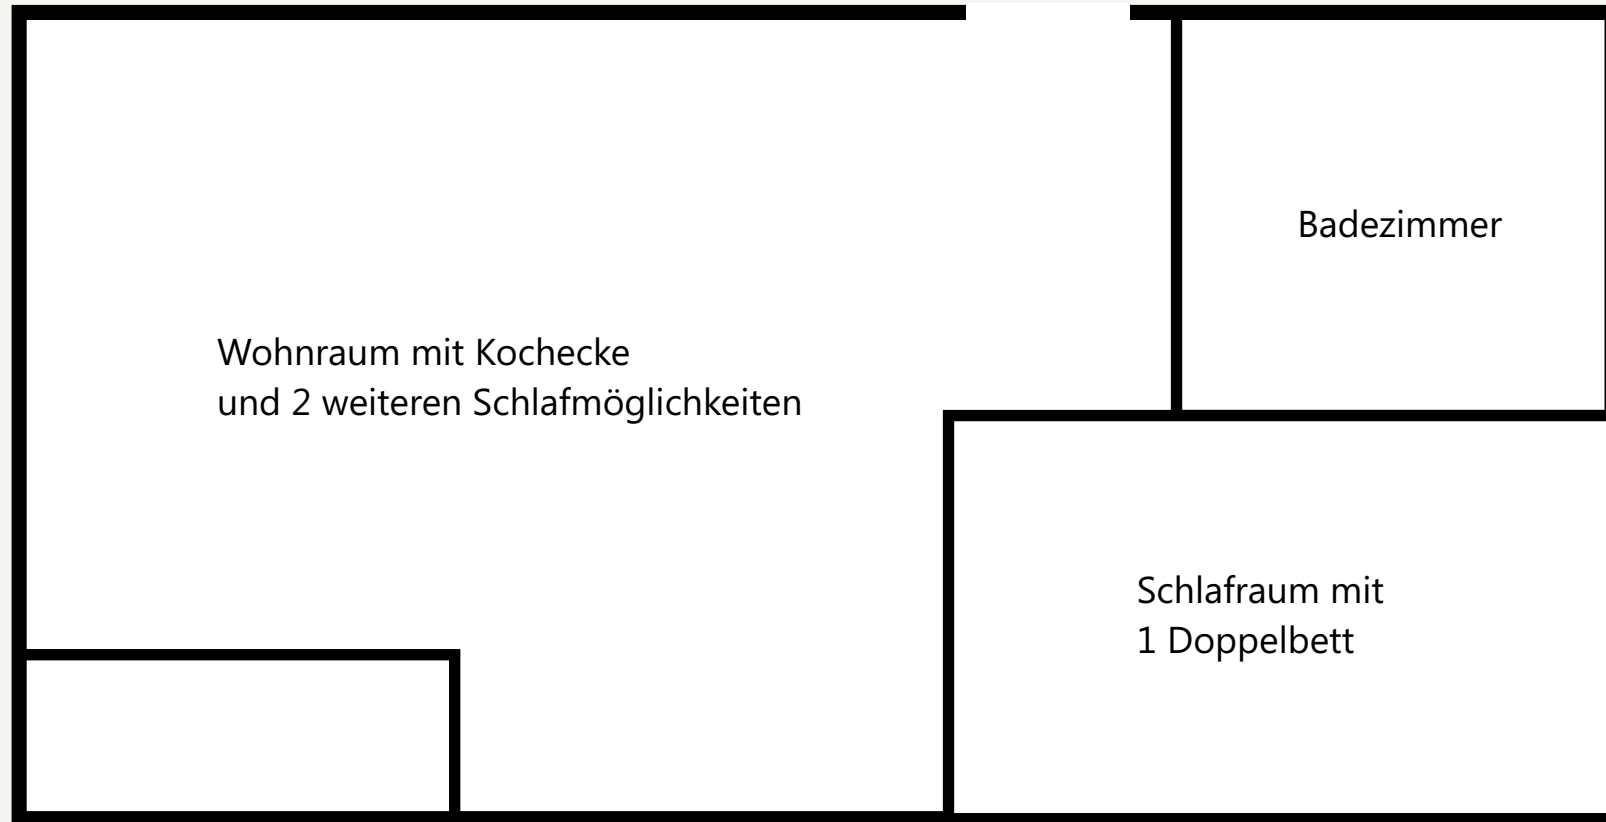 Badezimmer
Wohnraum mit Kochecke
und 2 weiteren Schlafmöglichkeiten
Schlafraum mit
1 Doppelbett